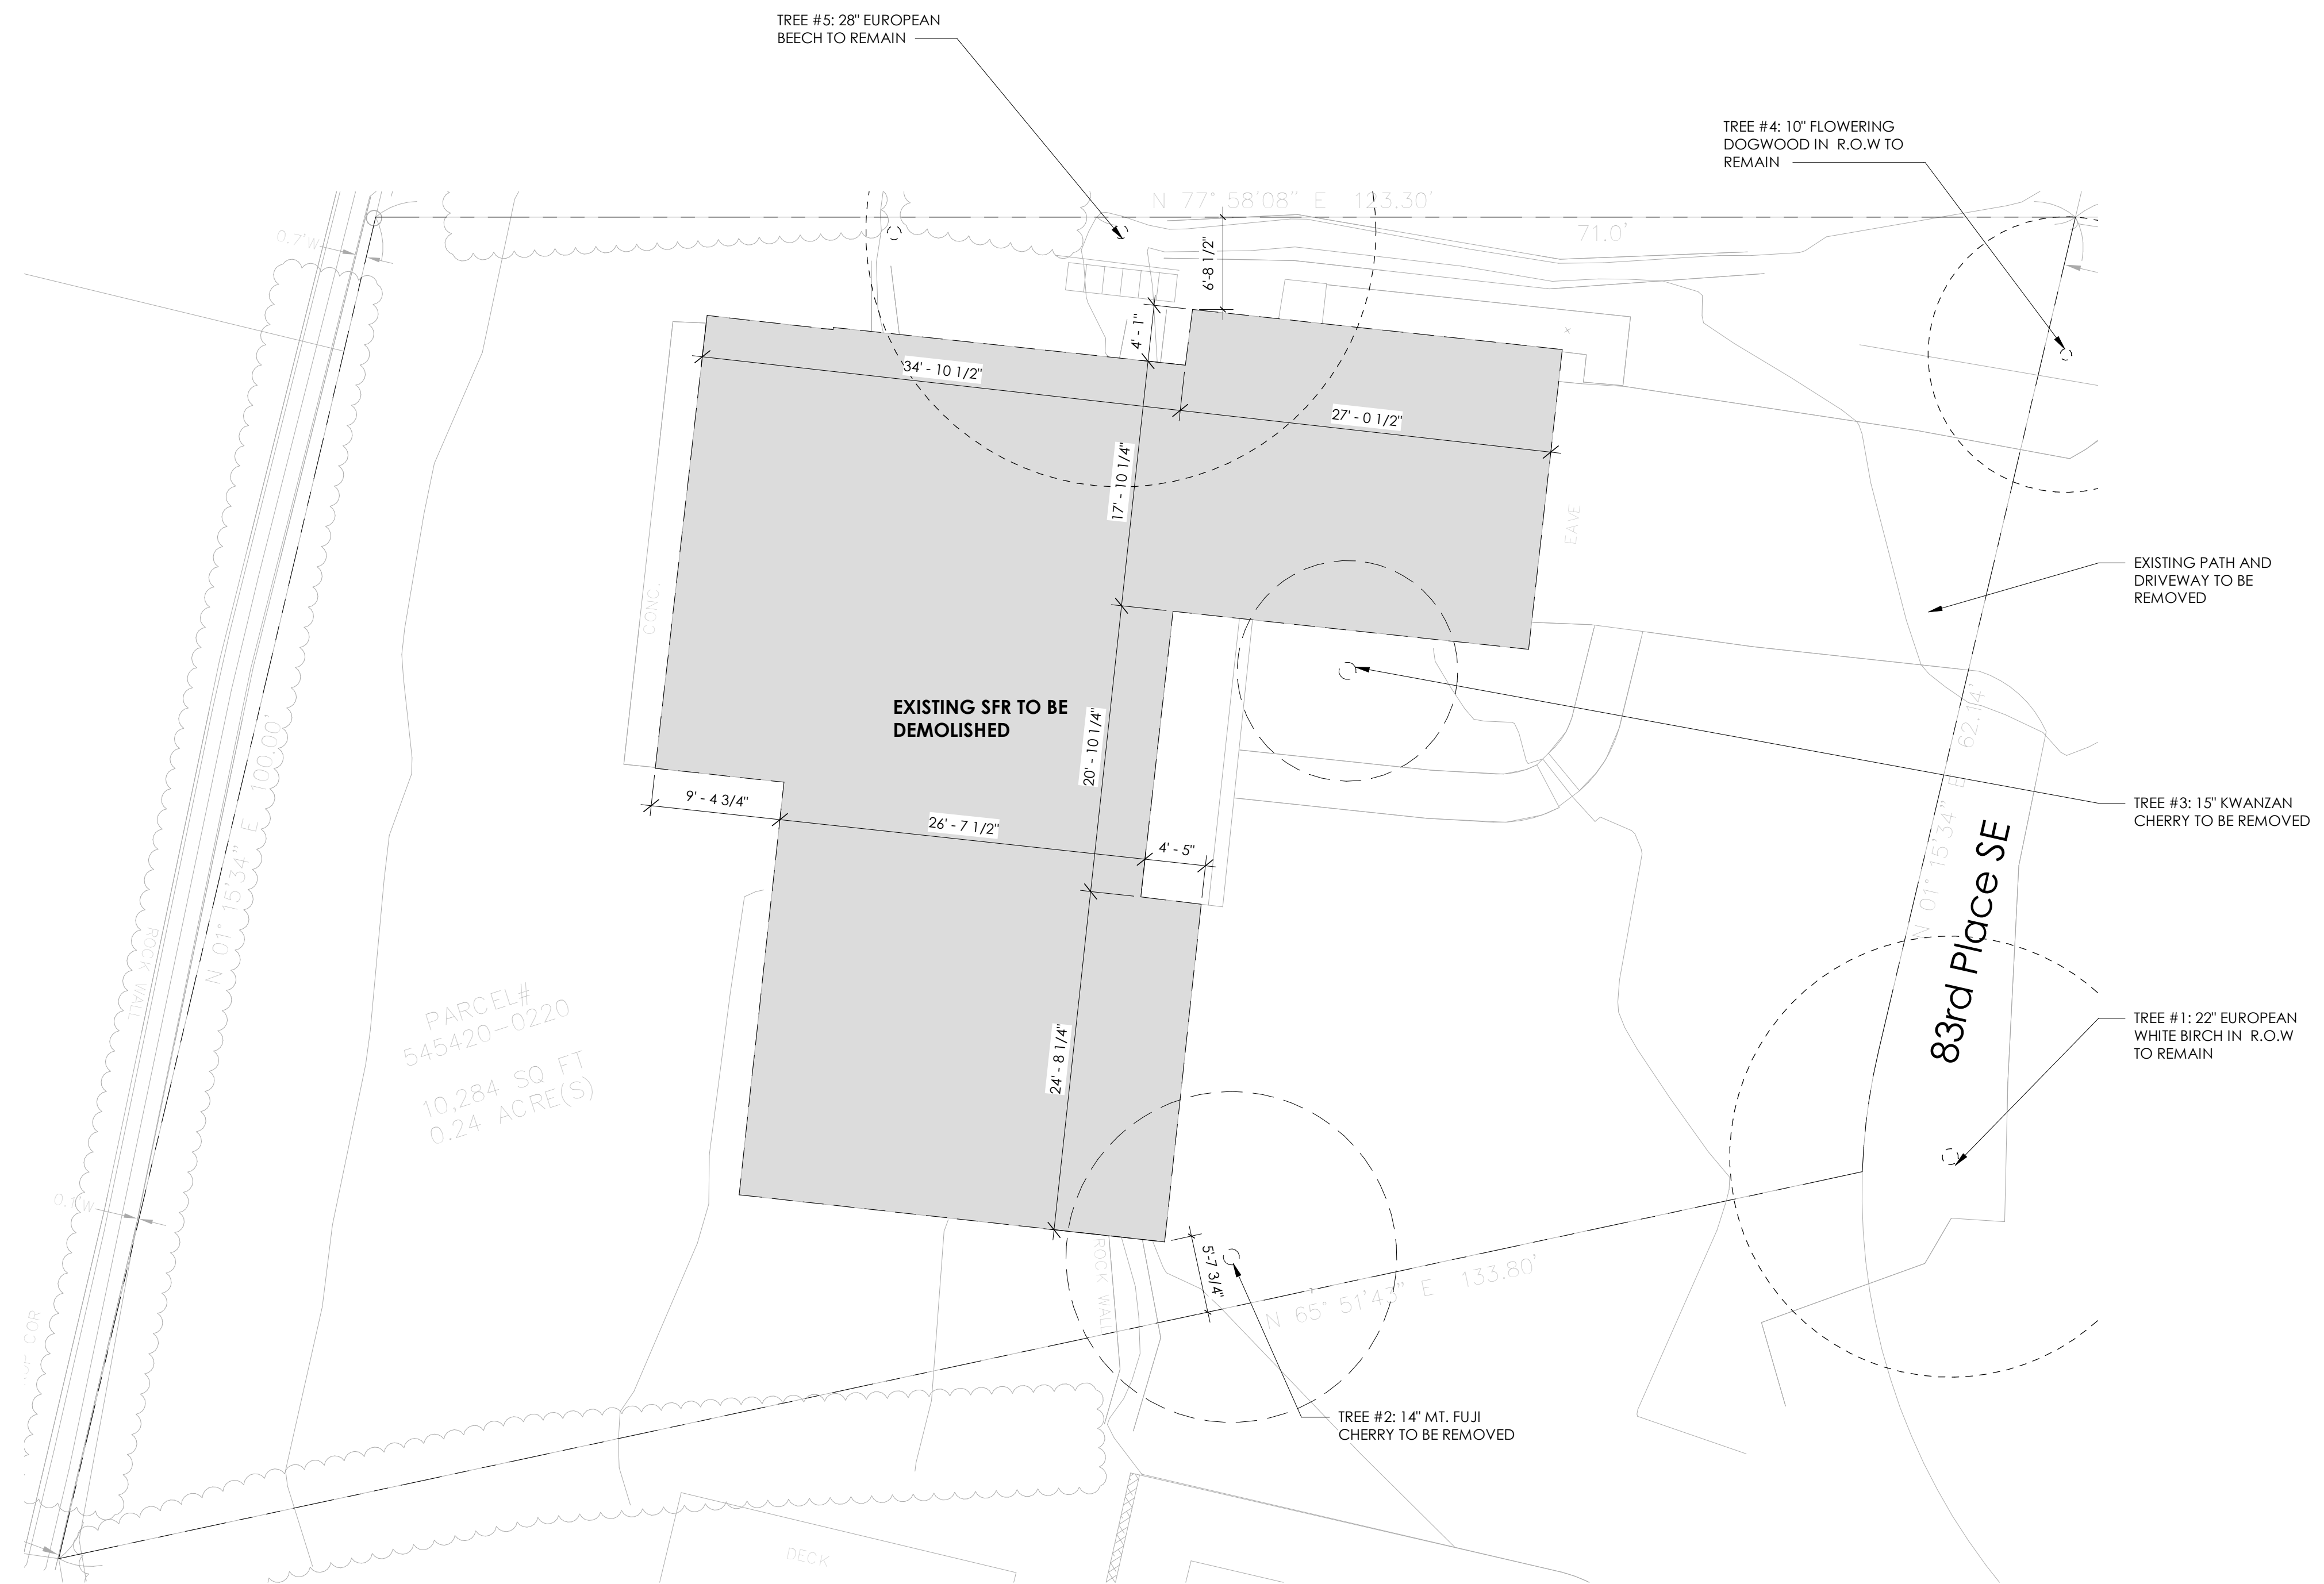 TREE #5: 28" EUROPEAN
BEECH TO REMAIN
TREE #4: 10" FLOWERING
DOGWOOD IN  R.O.W TO
REMAIN
N 77° 58'08" E   123.30'
71.0'
0.7'W
6'-8 1/2"
4' - 1"
34' - 10 1/2"
27' - 0 1/2"
17' - 10 1/4"
EAVE
CONC.
EXISTING PATH AND
DRIVEWAY TO BE
REMOVED
EXISTING SFR TO BE
DEMOLISHED
20' - 10 1/4"
9' - 4 3/4"
26' - 7 1/2"
4' - 5"
N 01° 15'34" E   100.00'
N 01° 15'34" E   62.14'
TREE #3: 15" KWANZAN
CHERRY TO BE REMOVED
83rd Place SE
ROCK WALL
PARCEL#
545420-0220
10,284 SQ FT
0.24 ACRE(S)
24' - 8 1/4"
TREE #1: 22" EUROPEAN
WHITE BIRCH IN  R.O.W
TO REMAIN
5'-7 3/4"
ROCK WALL
N 65° 51'43" E   133.80'
TREE #2: 14" MT. FUJI
CHERRY TO BE REMOVED
COR
DECK